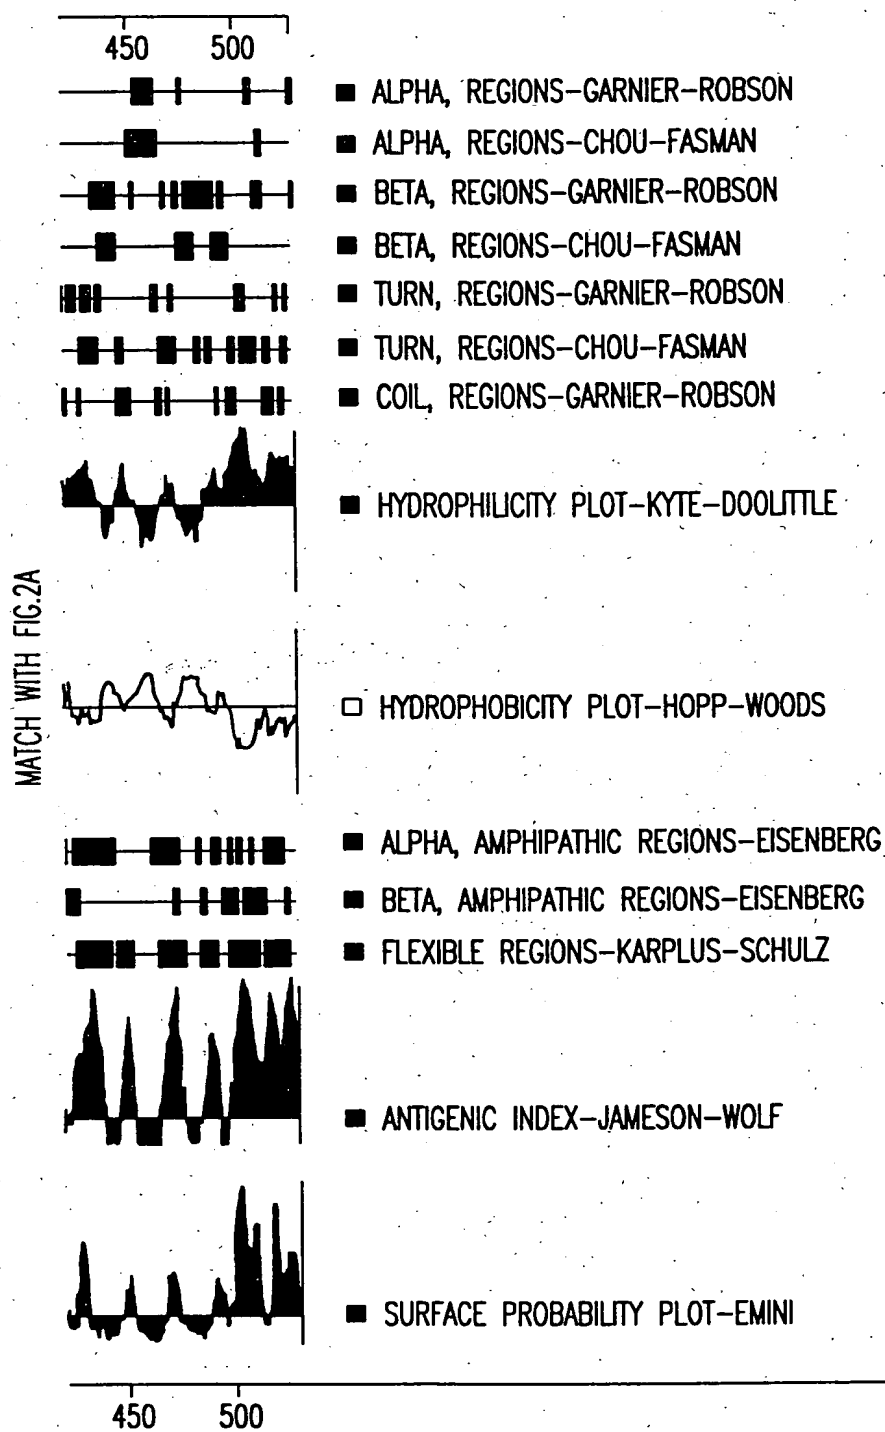 450 500
ALPHA, REGIONS-GARNIER-ROBSON
ALPHA, REGIONS-CHOU-FASMAN
BETA, REGIONS-GARNIER-ROBSON
BETA, REGIONS-CHOU-FASMAN
TURN, REGIONS-GARNIER-ROBSON
TURN, REGIONS-CHOU-FASMAN
COIL, REGIONS-GARNIER-ROBSON
HYDROPHILICITY PLOT-KYTE-DOOLITTLE
MATCH WITH FIG.2A
HYDROPHOBICITY PLOT-HOPP-WOODS
ALPHA, AMPHIPATHIC REGIONS-EISENBERG
BETA, AMPHIPATHIC REGIONS-EISENBERG
FLEXIBLE REGIONS-KARPLUS-SCHULZ
ANTIGENIC INDEX-JAMESON-WOLF
SURFACE PROBABILITY PLOT-EMINI
450 500